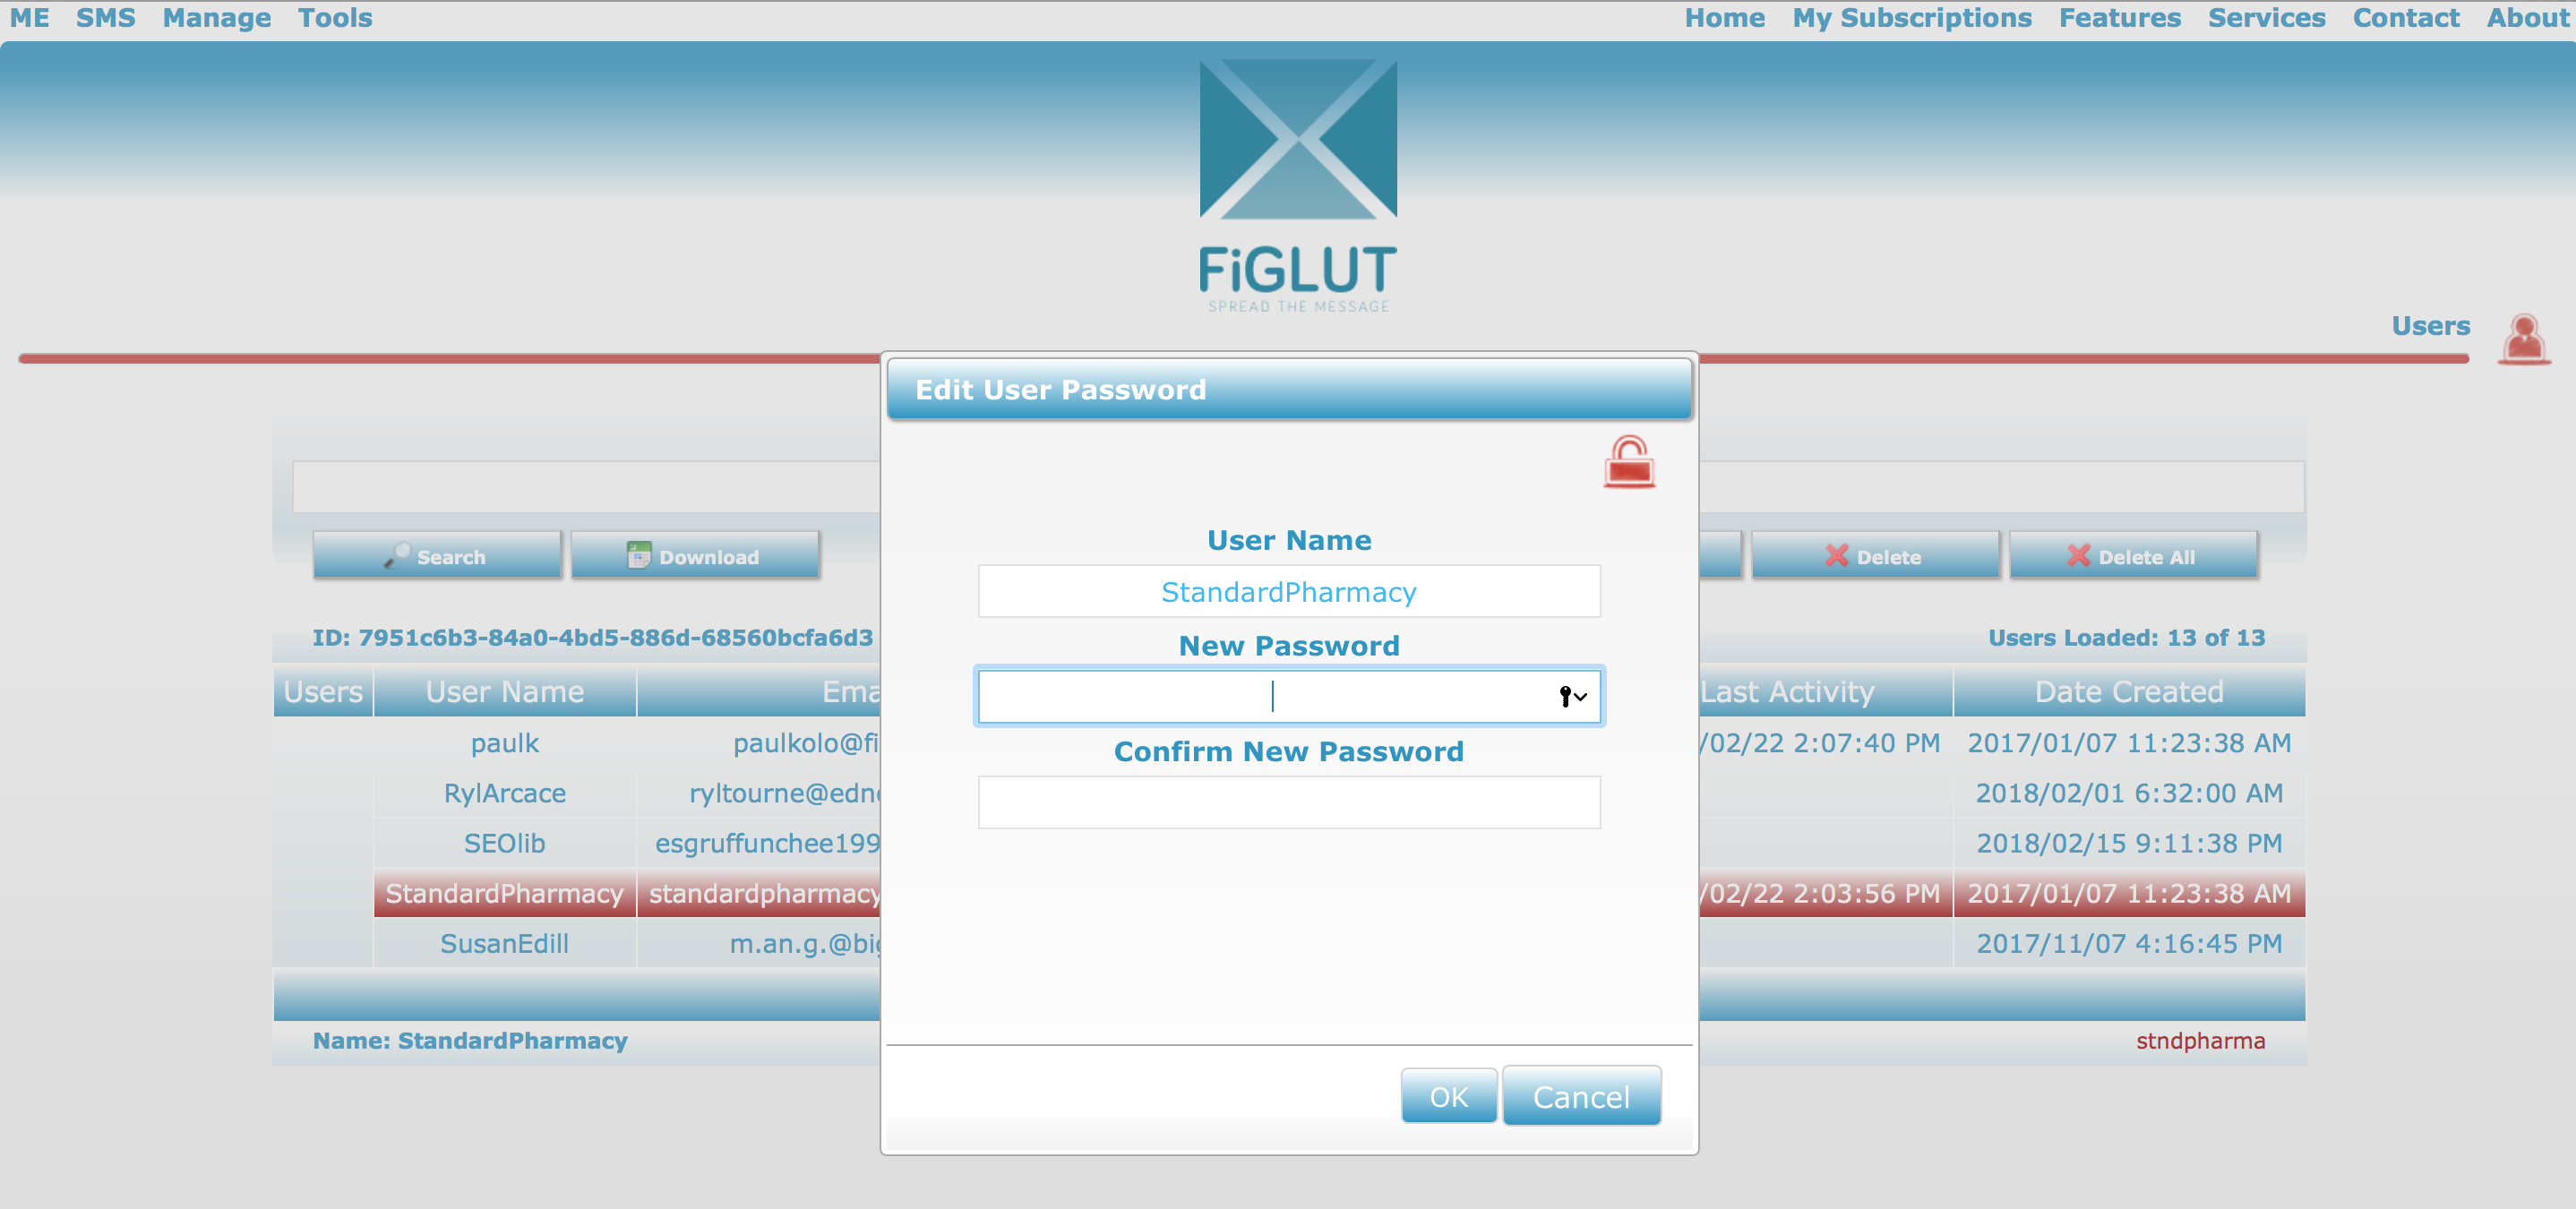 ME SMS Manage Tools Home My Subscriptions Features Services Contact About
FiGLUT
SPREAD THE MESSAGE
Users
Edit User Password
User Name
StandardPharmacy
New Password
Confirm New Password
OK Cancel
Search Download Delete Delete All
ID: 7951c6b3-84a0-4bd5-886d-68560bcfa6d3 Users Loaded: 13 of 13
Users User Name Ema Last Activity Date Created
paulk paulkolo@fi /02/22 2:07:40 PM 2017/01/07 11:23:38 AM
RylArcace ryltourne@edn 2018/02/01 6:32:00 AM
SEOlib esgruffunchee199 2018/02/15 9:11:38 PM
StandardPharmacy standardpharmacy /02/22 2:03:56 PM 2017/01/07 11:23:38 AM
SusanEdill m.an.g.@big 2017/11/07 4:16:45 PM
Name: StandardPharmacy stndpharma